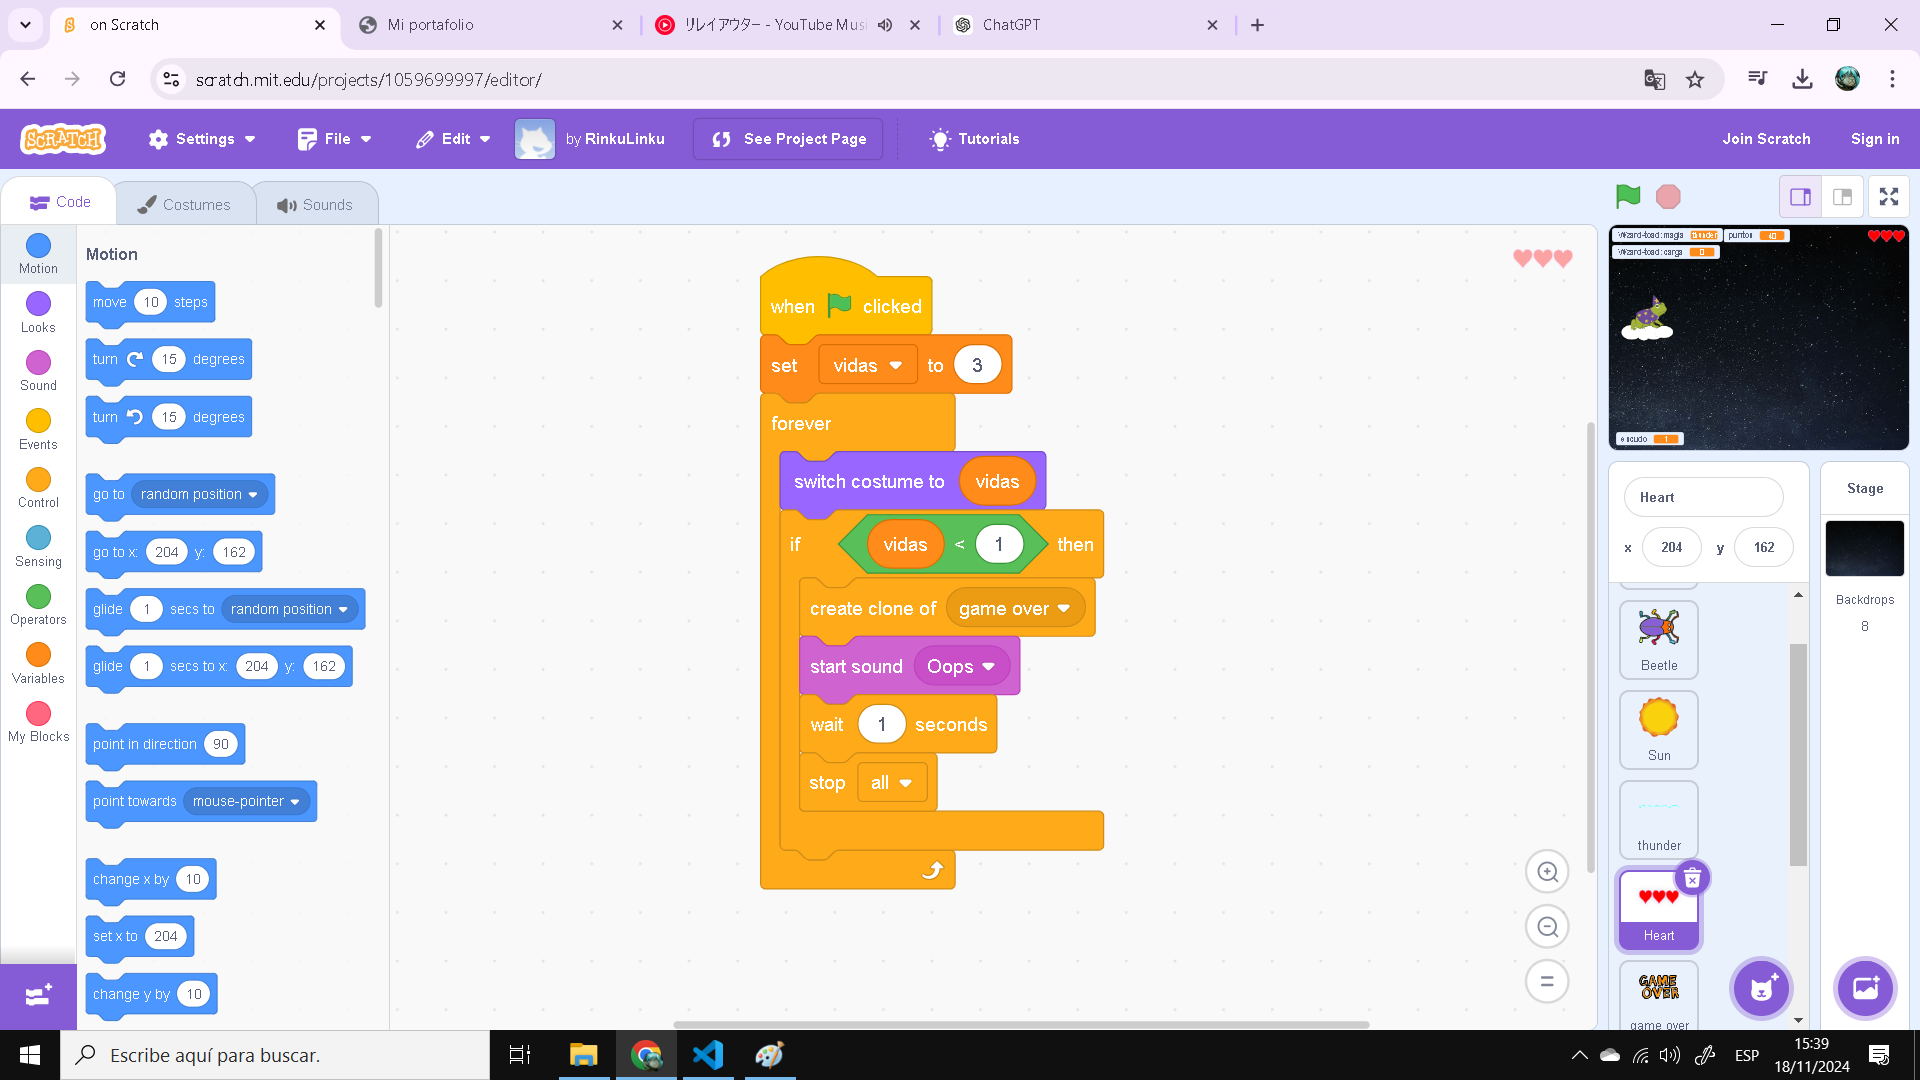 on Scratch
Mi portafolio
リレイアウター - YouTube Mus
ChatGPT
scratch.mit.edu/projects/1059699997/editor/
SCRATCH
Settings
File
Edit
by RinkuLinku
See Project Page
Tutorials
Join Scratch
Sign in
Code
Costumes
Sounds
Motion
Looks
Sound
Events
Control
Sensing
Operators
Variables
My Blocks
Motion
move 10 steps
turn 15 degrees
turn 15 degrees
go to random position
go to x: 204 y: 162
glide 1 secs to random position
glide 1 secs to x: 204 y: 162
point in direction 90
point towards mouse-pointer
change x by 10
set x to 204
change y by 10
when clicked
set vidas to 3
forever
switch costume to vidas
if vidas < 1 then
create clone of game over
start sound Oops
wait 1 seconds
stop all
Wizard-toad: magia thunder
puntos 40
Wizard-toad: carga 0
escudo 1
Heart
x 204 y 162
Stage
Backdrops
8
Beetle
Sun
thunder
Heart
GAME OVER
game over
Escribe aquí para buscar.
ESP
15:39
18/11/2024